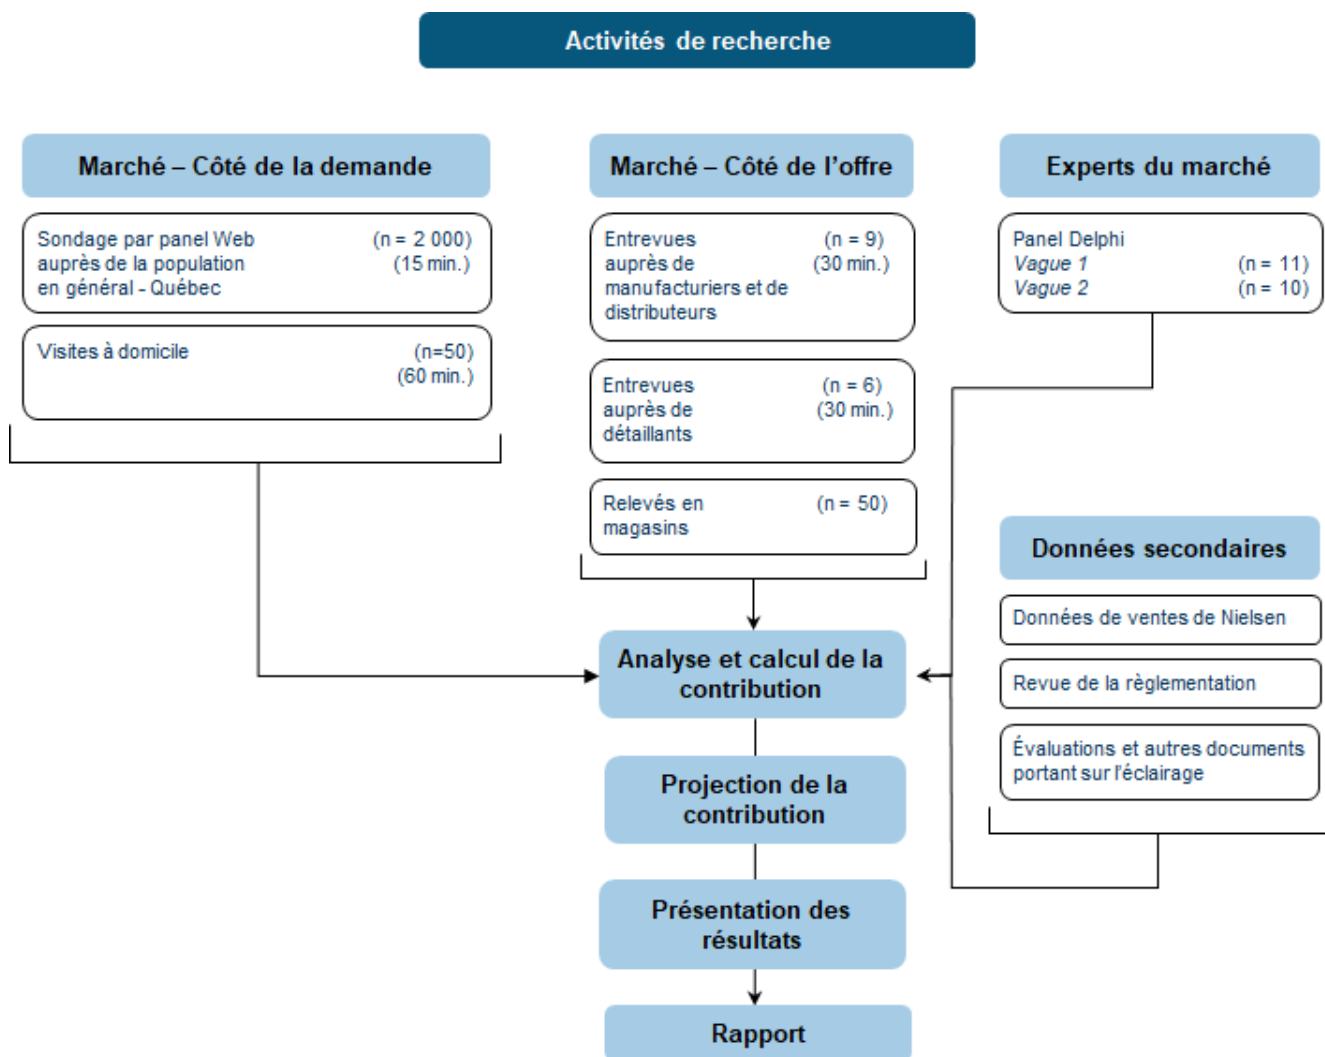 Activités de recherche
Marché – Côté de la demande
Sondage par panel Web (n = 2 000)
auprès de la population (15 min.)
en général - Québec
Visites à domicile (n=50)
(60 min.)
Marché – Côté de l'offre
Entrevues (n = 9)
auprès de (30 min.)
manufacturiers et de
distributeurs
Entrevues (n = 6)
auprès de (30 min.)
détaillants
Relevés en (n = 50)
magasins
Experts du marché
Panel Delphi
Vague 1 (n = 11)
Vague 2 (n = 10)
Données secondaires
Données de ventes de Nielsen
Revue de la règlementation
Évaluations et autres documents
portant sur l'éclairage
Analyse et calcul de la
contribution
Projection de la
contribution
Présentation des
résultats
Rapport